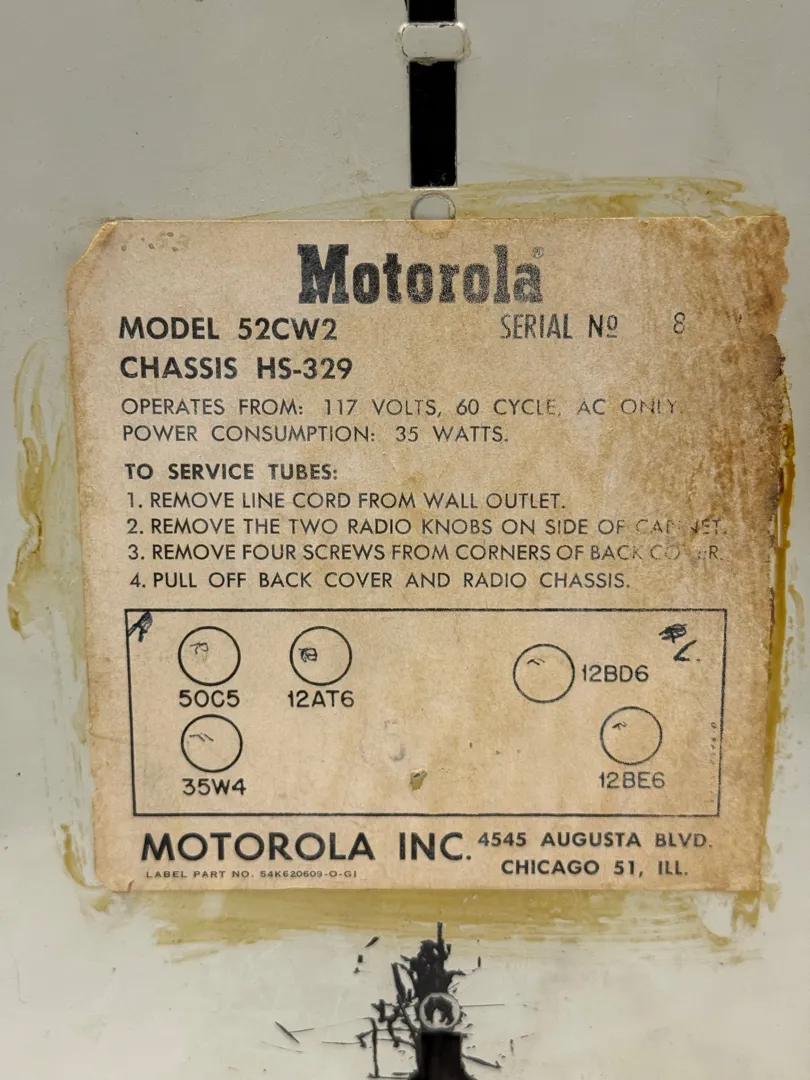 Motorola®
MODEL 52CW2
SERIAL Nº 8
CHASSIS HS-329
OPERATES FROM: 117 VOLTS, 60 CYCLE, AC ONLY.
POWER CONSUMPTION: 35 WATTS.
TO SERVICE TUBES:
1. REMOVE LINE CORD FROM WALL OUTLET.
2. REMOVE THE TWO RADIO KNOBS ON SIDE OF CABINET.
3. REMOVE FOUR SCREWS FROM CORNERS OF BACK COVER.
4. PULL OFF BACK COVER AND RADIO CHASSIS.
50C5
12AT6
12BD6
35W4
12BE6
MOTOROLA INC.
4545 AUGUSTA BLVD.
CHICAGO 51, ILL.
LABEL PART NO. 54K620609-O-GI